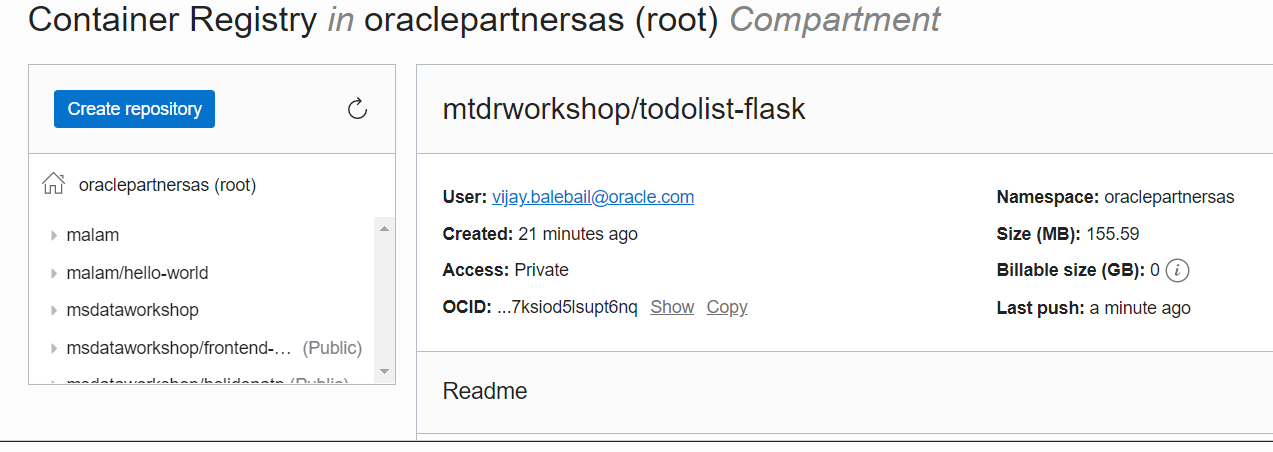 Container Registry in oraclepartnersas (root) Compartment
Create repository
oraclepartnersas (root)
malam
malam/hello-world
msdataworkshop
msdataworkshop/frontend-... (Public)
mtdrworkshop/todolist-flask
User: vijay.balebail@oracle.com
Created: 21 minutes ago
Access: Private
OCID: ...7ksiod5lsupt6nq Show Copy
Namespace: oraclepartnersas
Size (MB): 155.59
Billable size (GB): 0 i
Last push: a minute ago
Readme